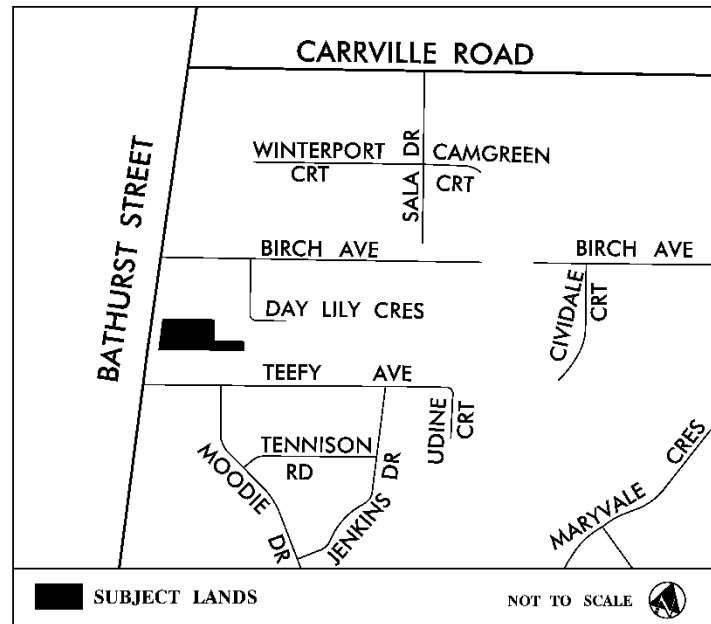 CARRVILLE ROAD
BATHURST STREET
WINTERPORT
CRT
SALA DR
CAMGREEN
CRT
BIRCH AVE
BIRCH AVE
DAY LILY CRES
CIVIDALE
CRT
TEEFY AVE
UDINE
CRT
TENNISON
RD
MOODIE DR
JENKINS DR
MARYVALE CRES
SUBJECT LANDS
NOT TO SCALE